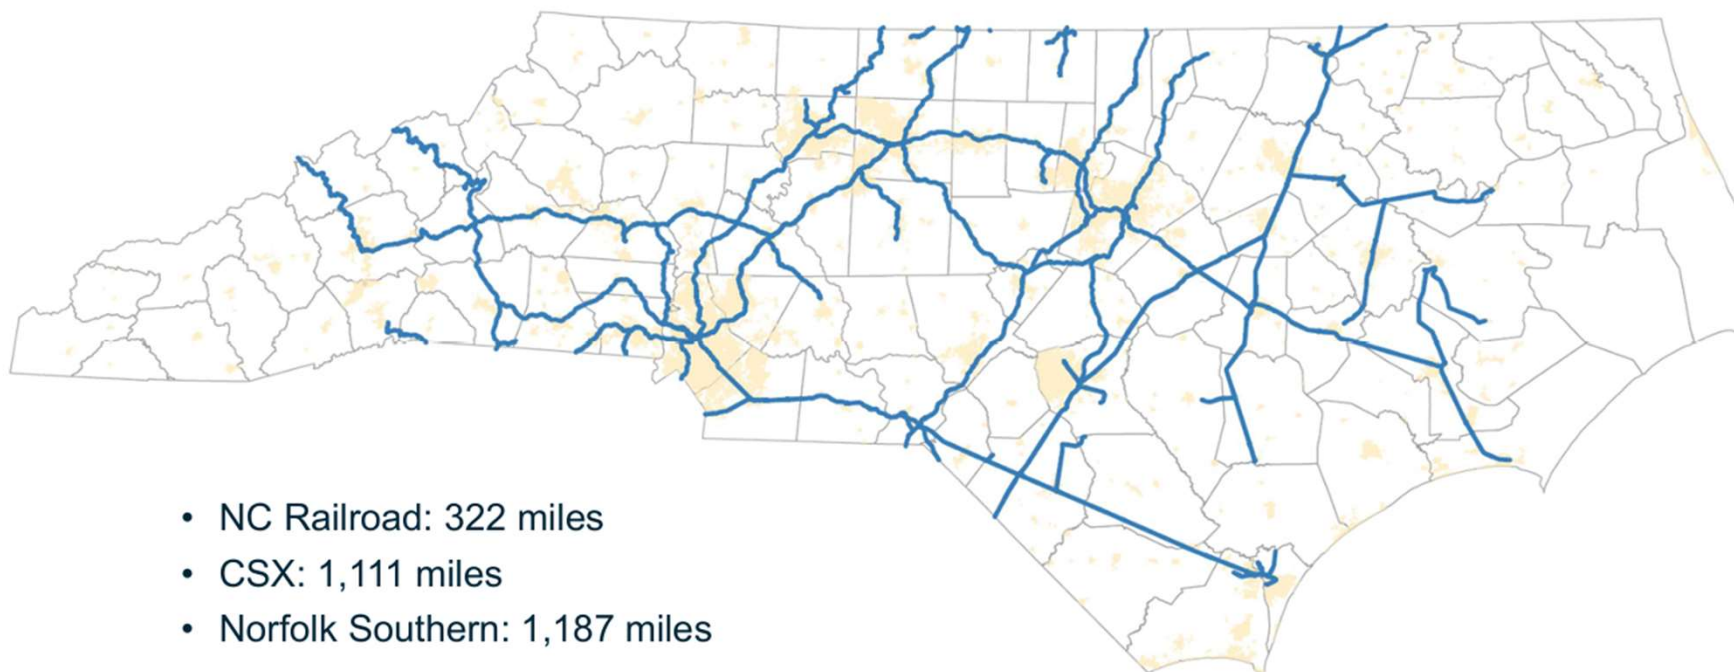 • NC Railroad: 322 miles
• CSX: 1,111 miles
• Norfolk Southern: 1,187 miles